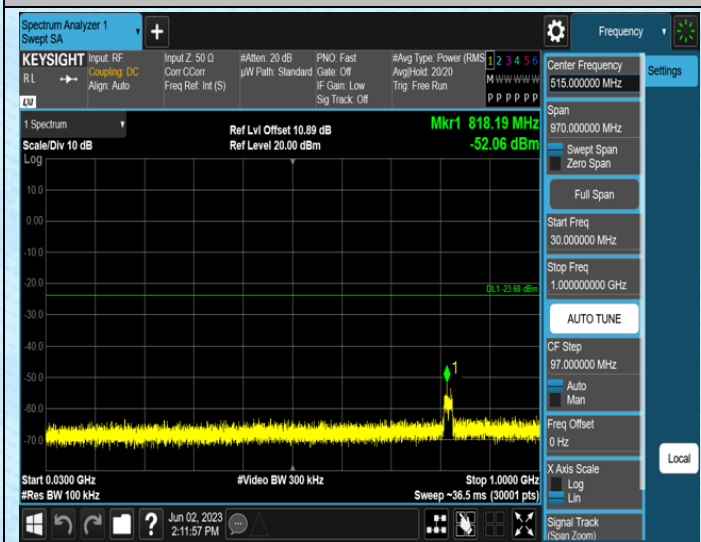 Spectrum Analyzer 1
Swept SA
Frequency
KEYSIGHT
RL
Input: RF
Coupling: DC
Align: Auto
Input Z: 50 Ω
Corr CCorr
Freq Ref: Int (S)
#Atten: 20 dB
µW Path: Standard
PNO: Fast
Gate: Off
IF Gain: Low
Sig Track: Off
#Avg Type: Power (RMS
Avg|Hold: 20/20
Trig: Free Run
1 2 3 4 5 6
M W W W W W
P P P P P P
LXI
1 Spectrum
Scale/Div 10 dB
Log
Ref Lvl Offset 10.89 dB
Ref Level 20.00 dBm
Mkr1 818.19 MHz
-52.06 dBm
10.0
0.00
-10.0
-20.0
DL1 -23.68 dBm
-30.0
-40.0
-50.0
1
-60.0
-70.0
Start 0.0300 GHz
#Res BW 100 kHz
#Video BW 300 kHz
Stop 1.0000 GHz
Sweep ~36.5 ms (30001 pts)
?
Jun 02, 2023
2:11:57 PM
Center Frequency
515.000000 MHz
Span
970.000000 MHz
Swept Span
Zero Span
Full Span
Start Freq
30.000000 MHz
Stop Freq
1.000000000 GHz
AUTO TUNE
CF Step
97.000000 MHz
Auto
Man
Freq Offset
0 Hz
X Axis Scale
Log
Lin
Signal Track
(Span Zoom)
Settings
Local